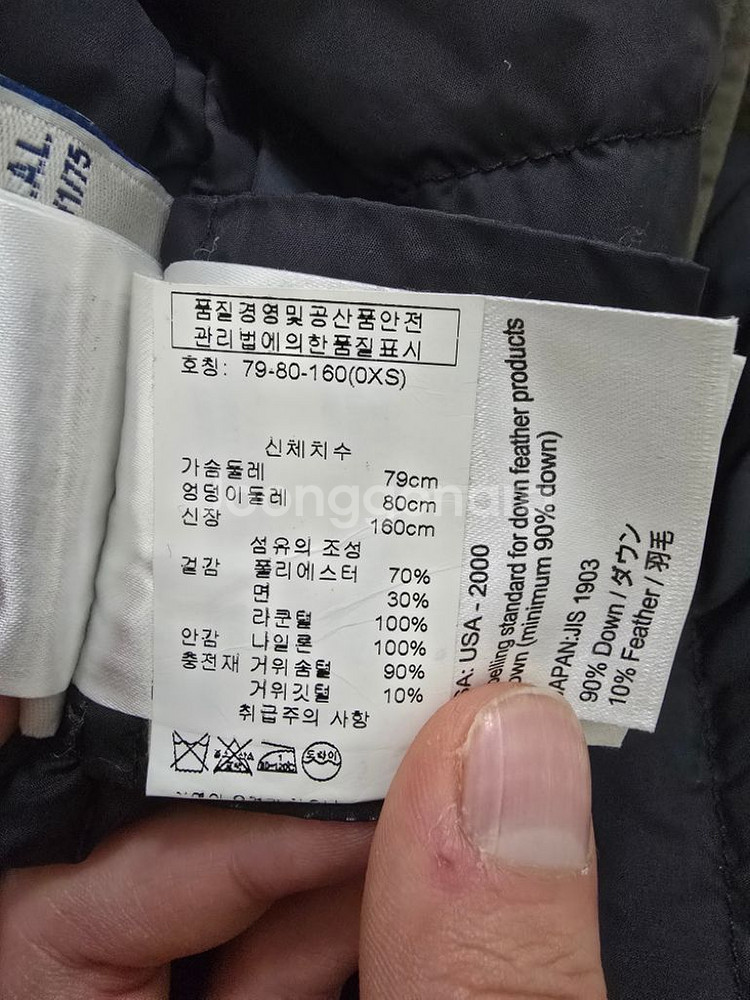 품질경영및공산품안전
관리법에의한품질표시
호칭: 79-80-160(0XS)
신체치수
가슴둘레 79cm
엉덩이둘레 80cm
신장 160cm
섬유의 조성
겉감 폴리에스터 70%
면 30%
라쿤털 100%
안감 나일론 100%
충전재 거위솜털 90%
거위깃털 10%
취급주의 사항
드라이
USA - 2000
standard for down feather products
(minimum 90% down)
JIS 1903
90% Down / ダウン
10% Feather / 羽毛
1/75